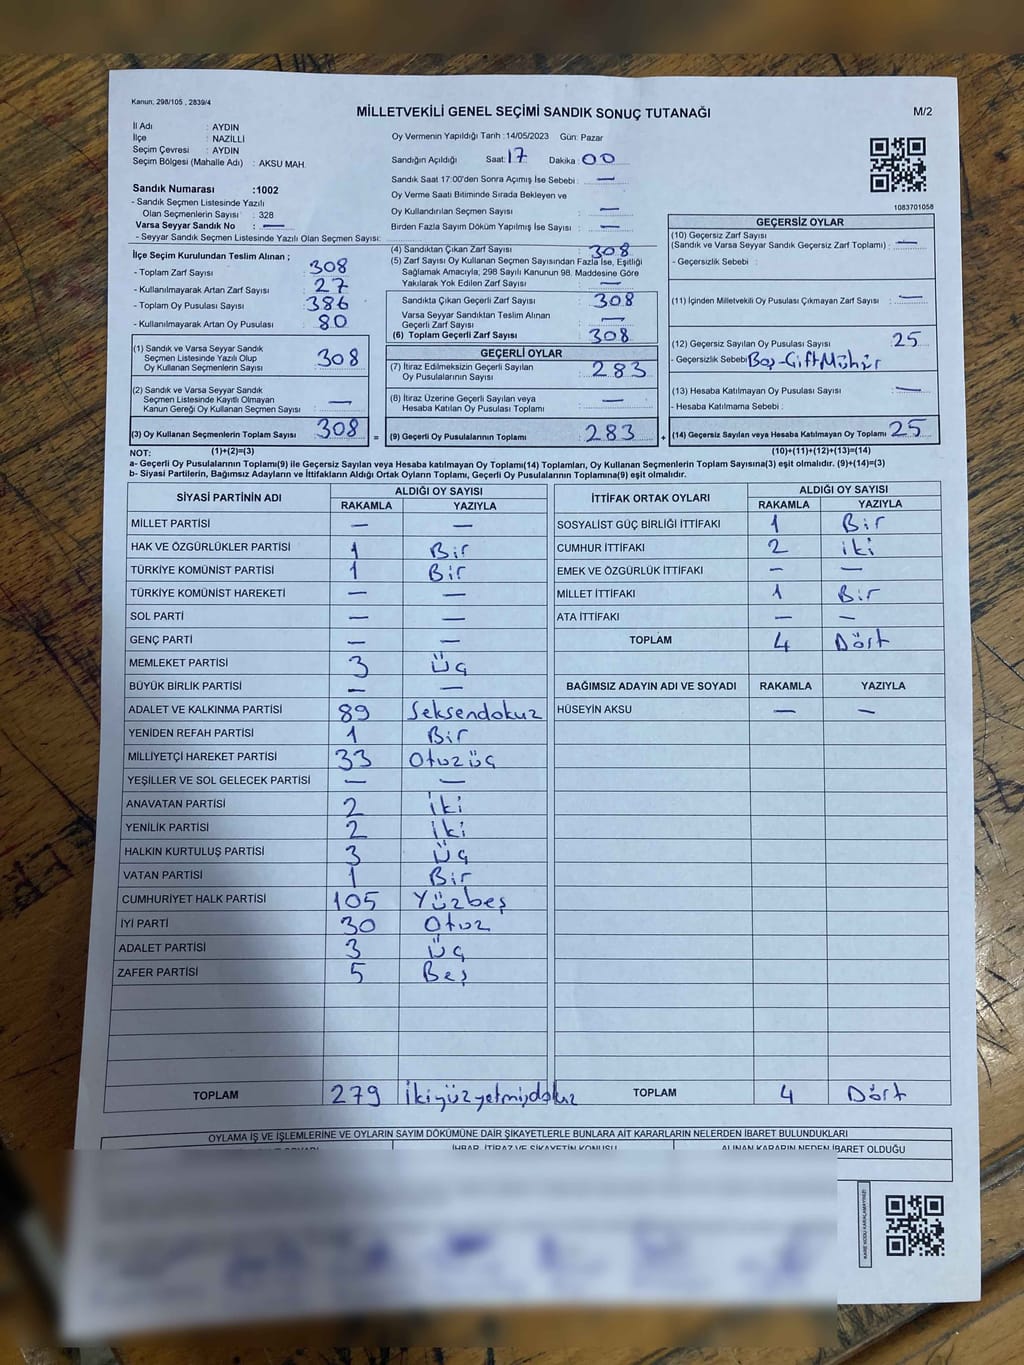 Kanun, 298/105 , 2839/4
MİLLETVEKİLİ GENEL SEÇİMİ SANDIK SONUÇ TUTANAĞI
M/2
İl Adı : AYDIN
İlçe : NAZİLLİ
Seçim Çevresi : AYDIN
Seçim Bölgesi (Mahalle Adı) : AKSU MAH.
Sandık Numarası :1002
- Sandık Seçmen Listesinde Yazılı
Olan Seçmenlerin Sayısı : 328
Varsa Seyyar Sandık No : —
- Seyyar Sandık Seçmen Listesinde Yazılı Olan Seçmen Sayısı:
Oy Vermenin Yapıldığı Tarih :14/05/2023 Gün: Pazar
Sandığın Açıldığı Saat: 17 Dakika: 00
Sandık Saat 17:00'den Sonra Açımış İse Sebebi : —
Oy Verme Saati Bitiminde Sırada Bekleyen ve
Oy Kullandırılan Seçmen Sayısı : —
Birden Fazla Sayım Döküm Yapılmış İse Sayısı : —
1083701058
İlçe Seçim Kurulundan Teslim Alınan ;
- Toplam Zarf Sayısı : 308
- Kullanılmayarak Artan Zarf Sayısı : 27
- Toplam Oy Pusulası Sayısı : 386
- Kullanılmayarak Artan Oy Pusulası : 80
(1) Sandık ve Varsa Seyyar Sandık
Seçmen Listesinde Yazılı Olup
Oy Kullanan Seçmenlerin Sayısı : 308
(2) Sandık ve Varsa Seyyar Sandık
Seçmen Listesinde Kayıtlı Olmayan
Kanun Gereği Oy Kullanan Seçmen Sayısı : —
(3) Oy Kullanan Seçmenlerin Toplam Sayısı : 308
(4) Sandıktan Çıkan Zarf Sayısı : 308
(5) Zarf Sayısı Oy Kullanan Seçmen Sayısından Fazla İse, Eşitliği
Sağlamak Amacıyla, 298 Sayılı Kanunun 98. Maddesine Göre
Yakılarak Yok Edilen Zarf Sayısı : —
Sandıkta Çıkan Geçerli Zarf Sayısı : 308
Varsa Seyyar Sandıktan Teslim Alınan
Geçerli Zarf Sayısı : —
(6) Toplam Geçerli Zarf Sayısı : 308
GEÇERLİ OYLAR
(7) İtiraz Edilmeksizin Geçerli Sayılan
Oy Pusulalarının Sayısı : 283
(8) İtiraz Üzerine Geçerli Sayılan veya
Hesaba Katılan Oy Pusulası Toplamı : —
= (9) Geçerli Oy Pusulalarının Toplamı : 283 +
GEÇERSİZ OYLAR
(10) Geçersiz Zarf Sayısı
(Sandık ve Varsa Seyyar Sandık Geçersiz Zarf Toplamı) : —
- Geçersizlik Sebebi :
(11) İçinden Milletvekili Oy Pusulası Çıkmayan Zarf Sayısı : —
(12) Geçersiz Sayılan Oy Pusulası Sayısı : 25
- Geçersizlik Sebebi : Boş-Çift Mühür
(13) Hesaba Katılmayan Oy Pusulası Sayısı : —
- Hesaba Katılmama Sebebi :
(14) Geçersiz Sayılan veya Hesaba Katılmayan Oy Toplamı : 25
NOT: (1)+(2)=(3) (10)+(11)+(12)+(13)=(14)
a- Geçerli Oy Pusulalarının Toplamı(9) ile Geçersiz Sayılan veya Hesaba katılmayan Oy Toplamı(14) Toplamları, Oy Kullanan Seçmenlerin Toplam Sayısına(3) eşit olmalıdır. (9)+(14)=(3)
b- Siyasi Partilerin, Bağımsız Adayların ve İttifakların Aldığı Ortak Oyların Toplamı, Geçerli Oy Pusulalarının Toplamına(9) eşit olmalıdır.
SİYASİ PARTİNİN ADI ALDIĞI OY SAYISI
RAKAMLA YAZIYLA
MİLLET PARTİSİ — —
HAK VE ÖZGÜRLÜKLER PARTİSİ 1 Bir
TÜRKİYE KOMÜNİST PARTİSİ 1 Bir
TÜRKİYE KOMÜNİST HAREKETİ — —
SOL PARTİ — —
GENÇ PARTİ — —
MEMLEKET PARTİSİ 3 Üç
BÜYÜK BİRLİK PARTİSİ — —
ADALET VE KALKINMA PARTİSİ 89 Seksendokuz
YENİDEN REFAH PARTİSİ 1 Bir
MİLLİYETÇİ HAREKET PARTİSİ 33 Otuzüç
YEŞİLLER VE SOL GELECEK PARTİSİ — —
ANAVATAN PARTİSİ 2 İki
YENİLİK PARTİSİ 2 İki
HALKIN KURTULUŞ PARTİSİ 3 Üç
VATAN PARTİSİ 1 Bir
CUMHURİYET HALK PARTİSİ 105 Yüzbeş
İYİ PARTİ 30 Otuz
ADALET PARTİSİ 3 Üç
ZAFER PARTİSİ 5 Beş
TOPLAM 279 İkiyüzyetmişdokuz
İTTİFAK ORTAK OYLARI ALDIĞI OY SAYISI
RAKAMLA YAZIYLA
SOSYALİST GÜÇ BİRLİĞİ İTTİFAKI 1 Bir
CUMHUR İTTİFAKI 2 iki
EMEK VE ÖZGÜRLÜK İTTİFAKI — —
MİLLET İTTİFAKI 1 Bir
ATA İTTİFAKI — —
TOPLAM 4 Dört
BAĞIMSIZ ADAYIN ADI VE SOYADI RAKAMLA YAZIYLA
HÜSEYİN AKSU — —
TOPLAM 4 Dört
OYLAMA İŞ VE İŞLEMLERİNE VE OYLARIN SAYIM DÖKÜMÜNE DAİR ŞİKAYETLERLE BUNLARA AİT KARARLARIN NELERDEN İBARET BULUNDUKLARI
İHBAR, İTİRAZ VE ŞİKAYETİN KONUSU ALINAN KARARIN NEDEN İBARET OLDUĞU
KARE KODU KARALAMAYINIZ!